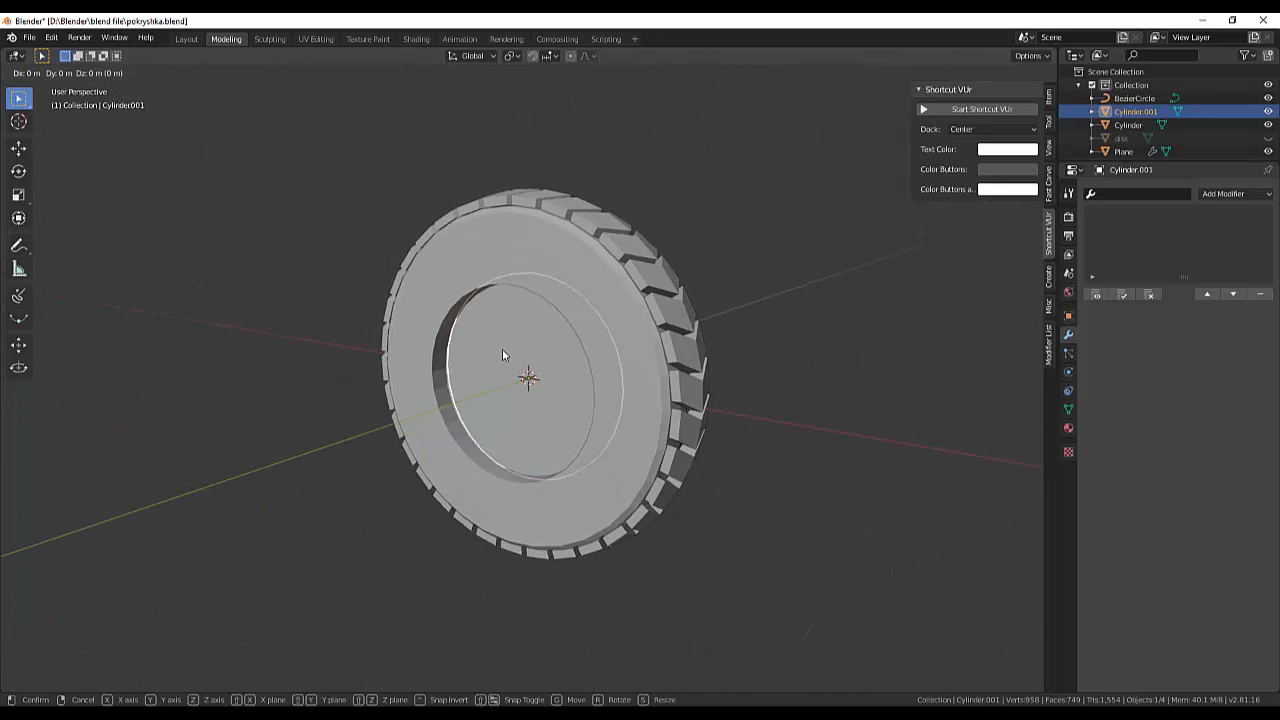 Blender* [D:\Blender\blend file\pokryshka.blend]
File Edit Render Window Help Layout Modeling Sculpting UV Editing Texture Paint Shading Animation Rendering Compositing Scripting + Scene View Layer
Global Options
Dx: 0 m Dy: 0 m Dz: 0 m (0 m)
User Perspective
(1) Collection | Cylinder.001
Shortcut VUr
Start Shortcut VUr
Dock: Center
Text Color:
Color Buttons:
Color Buttons a..
Item
Tool
View
Fast Carve
Shortcut VUr
Create
Misc
Modifier List
Scene Collection
Collection
BezierCircle
Cylinder.001
Cylinder
disk
Plane
Cylinder.001
Add Modifier
Confirm Cancel X X axis Y Y axis Z Z axis X X plane Y Y plane Z Z plane Snap Invert Snap Toggle G Move R Rotate S Resize Collection | Cylinder.001 | Verts:958 | Faces:749 | Tris:1,554 | Objects:1/4 | Mem: 40.1 MiB | v2.81.16